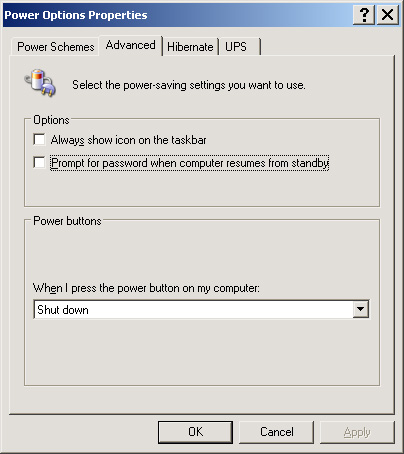 Power Options Properties
Power Schemes Advanced Hibernate UPS
Select the power-saving settings you want to use.
Options
Always show icon on the taskbar
Prompt for password when computer resumes from standby
Power buttons
When I press the power button on my computer:
Shut down
OK Cancel Apply